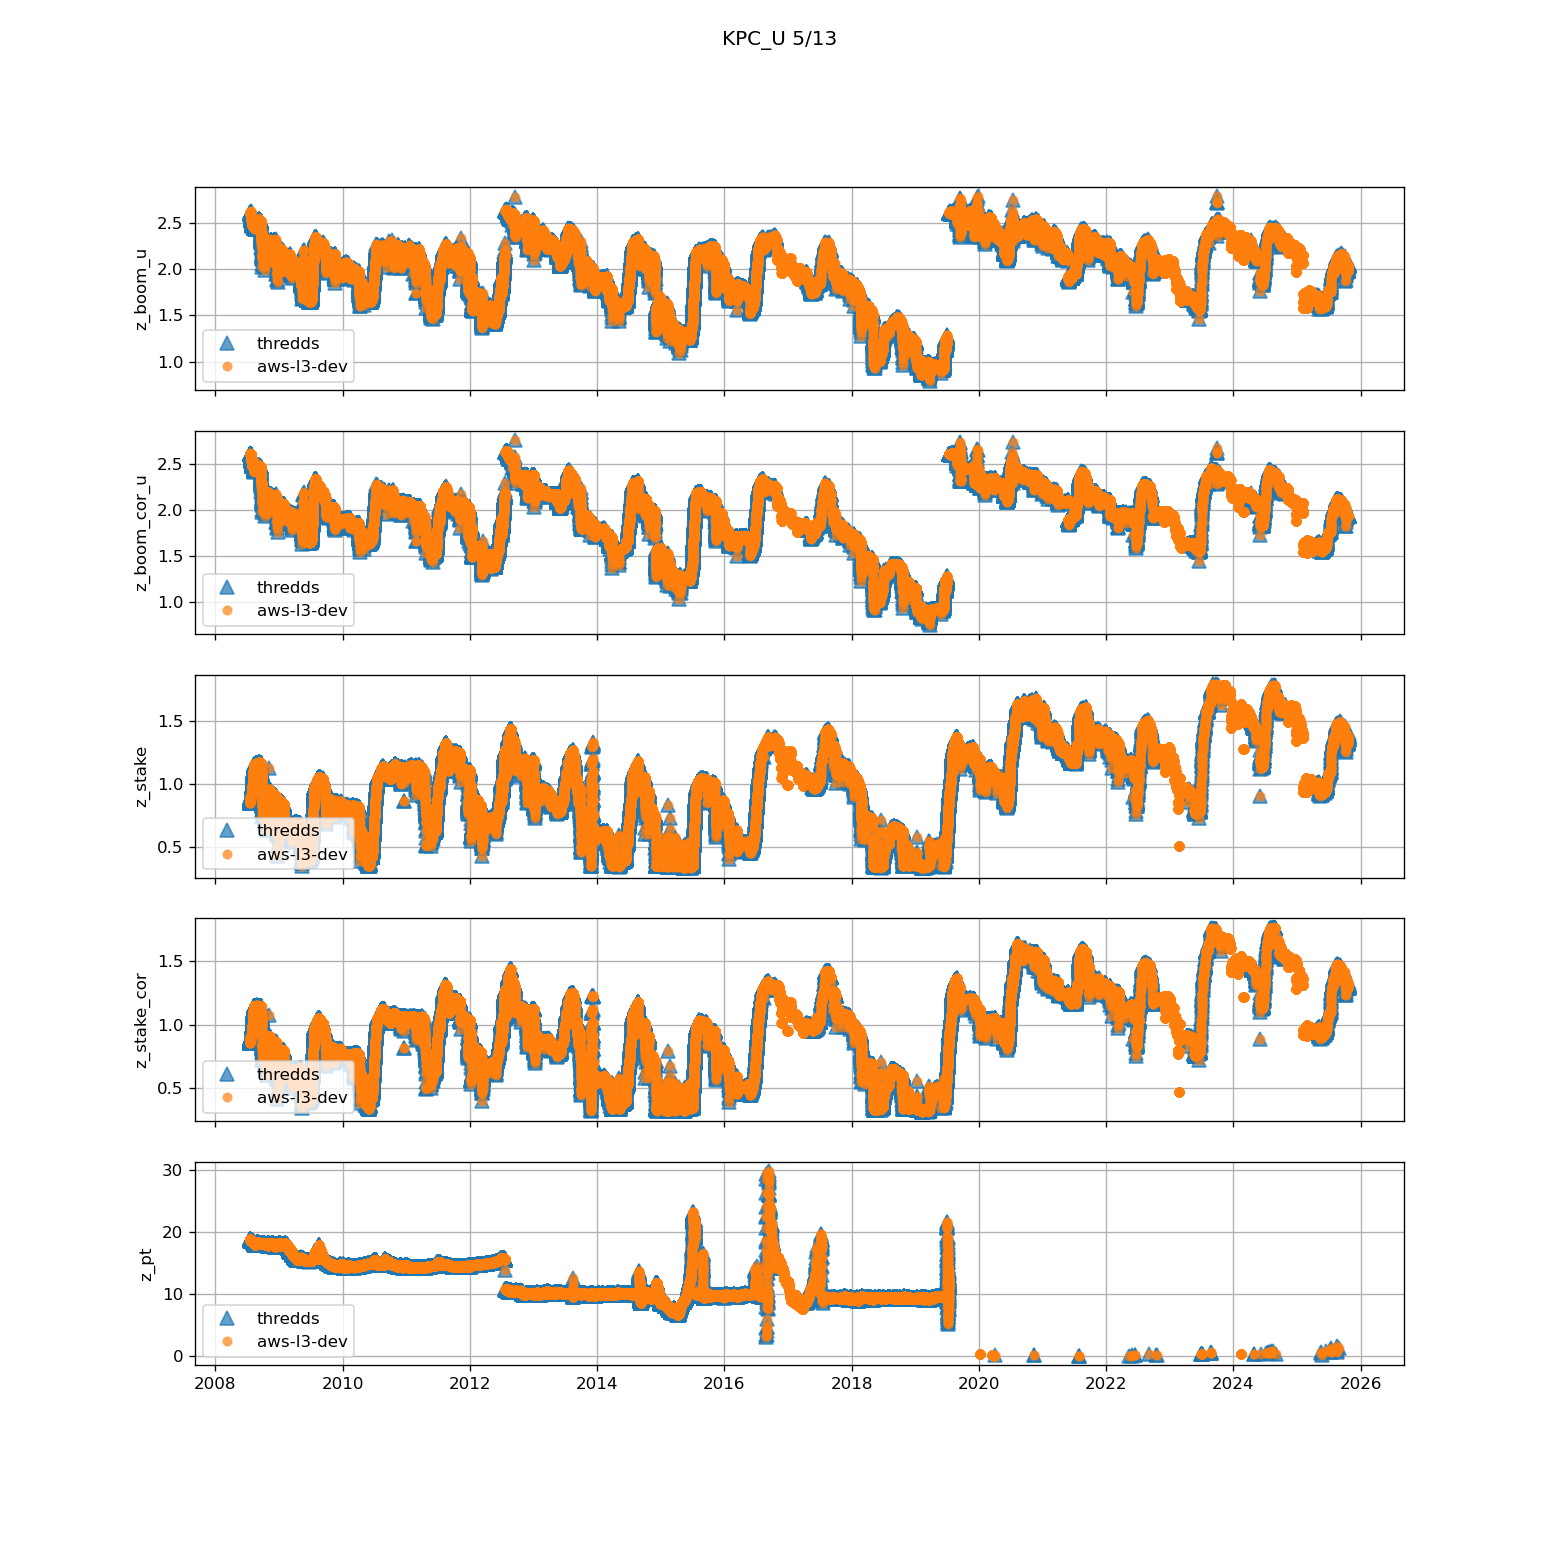 KPC_U 5/13
z_boom_u
2.5
2.0
1.5
1.0
thredds
aws-l3-dev
z_boom_cor_u
2.5
2.0
1.5
1.0
thredds
aws-l3-dev
z_stake
1.5
1.0
0.5
thredds
aws-l3-dev
z_stake_cor
1.5
1.0
0.5
thredds
aws-l3-dev
z_pt
30
20
10
0
thredds
aws-l3-dev
2008 2010 2012 2014 2016 2018 2020 2022 2024 2026